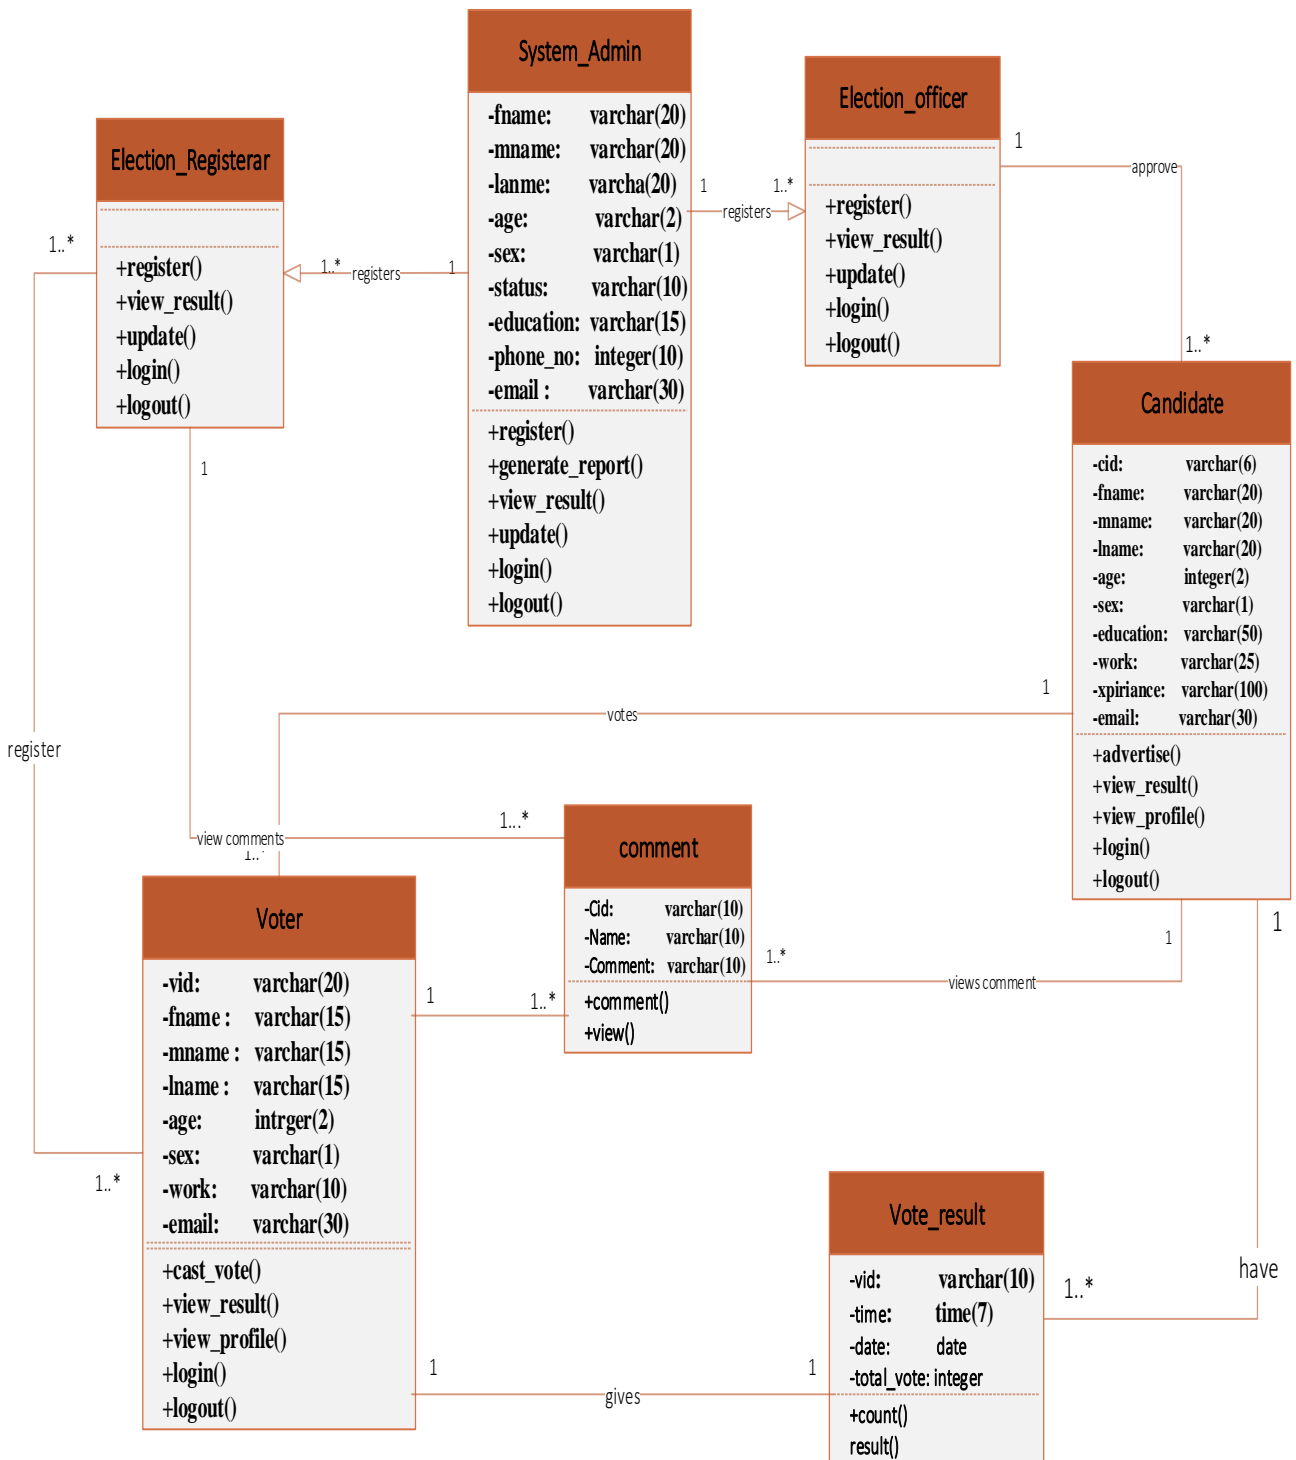 System_Admin
-fname: varchar(20)
-mname: varchar(20)
-lanme: varcha(20)
-age: varchar(2)
-sex: varchar(1)
-status: varchar(10)
-education: varchar(15)
-phone_no: integer(10)
-email : varchar(30)
+register()
+generate_report()
+view_result()
+update()
+login()
+logout()
Election_officer
+register()
+view_result()
+update()
+login()
+logout()
Election_Registerar
+register()
+view_result()
+update()
+login()
+logout()
1..*
1..* registers 1
1
1 registers 1..*
1
approve
1..*
Candidate
-cid: varchar(6)
-fname: varchar(20)
-mname: varchar(20)
-lname: varchar(20)
-age: integer(2)
-sex: varchar(1)
-education: varchar(50)
-work: varchar(25)
-xpiriance: varchar(100)
-email: varchar(30)
+advertise()
+view_result()
+view_profile()
+login()
+logout()
1
votes
register
view comments
1...*
1..*
comment
-Cid: varchar(10)
-Name: varchar(10)
-Comment: varchar(10)
+comment()
+view()
1..*
views comment
1
1
Voter
-vid: varchar(20)
-fname : varchar(15)
-mname : varchar(15)
-lname : varchar(15)
-age: intrger(2)
-sex: varchar(1)
-work: varchar(10)
-email: varchar(30)
+cast_vote()
+view_result()
+view_profile()
+login()
+logout()
1
1..*
1..*
1
gives
1
Vote_result
-vid: varchar(10)
-time: time(7)
-date: date
-total_vote: integer
+count()
result()
1..*
have